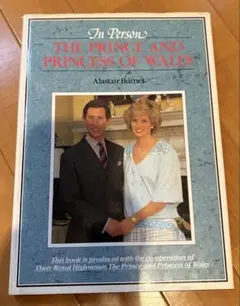 In Person
THE PRINCE AND
PRINCESS OF WALES
Alastair Burnet
This book is produced with the co-operation of
Their Royal Highnesses The Prince and Princess of Wales